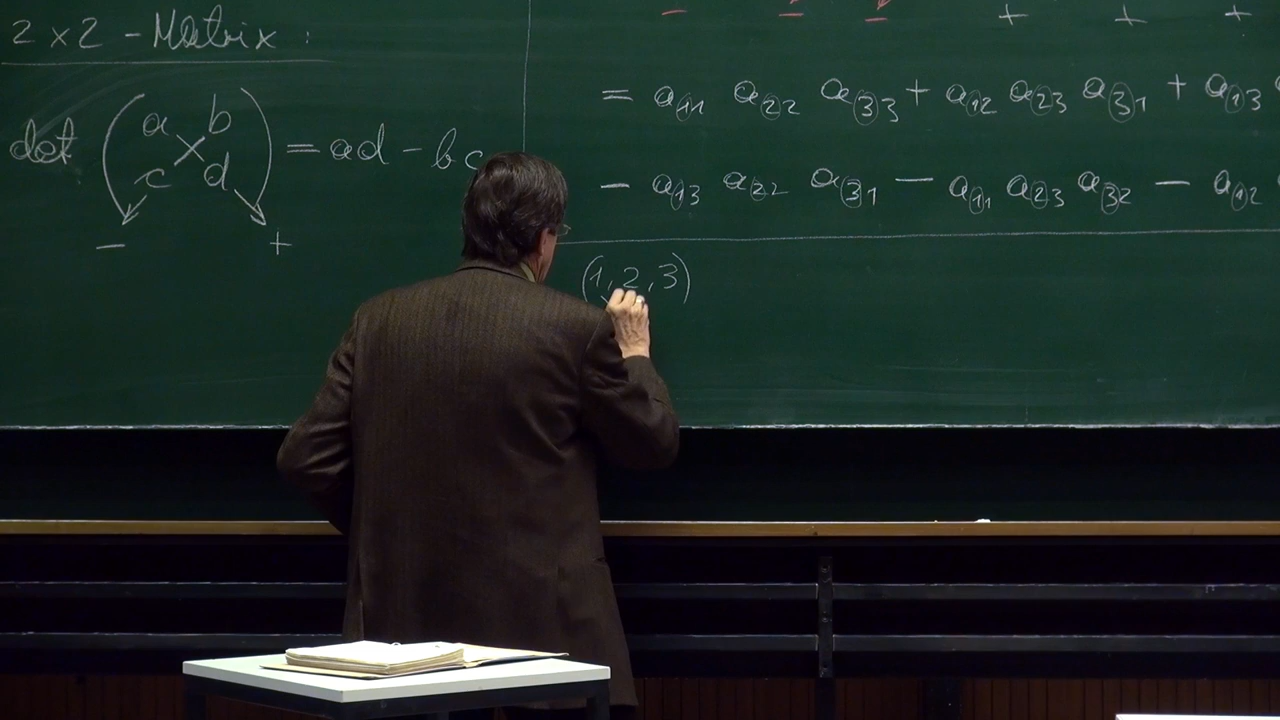 2 x 2 - Matrix :
det ( a b
c d ) = ad - bc
- +
- - - + + +
= a11 a22 a33 + a12 a23 a31 + a13
- a13 a22 a31 - a11 a23 a32 - a12
(1, 2, 3)